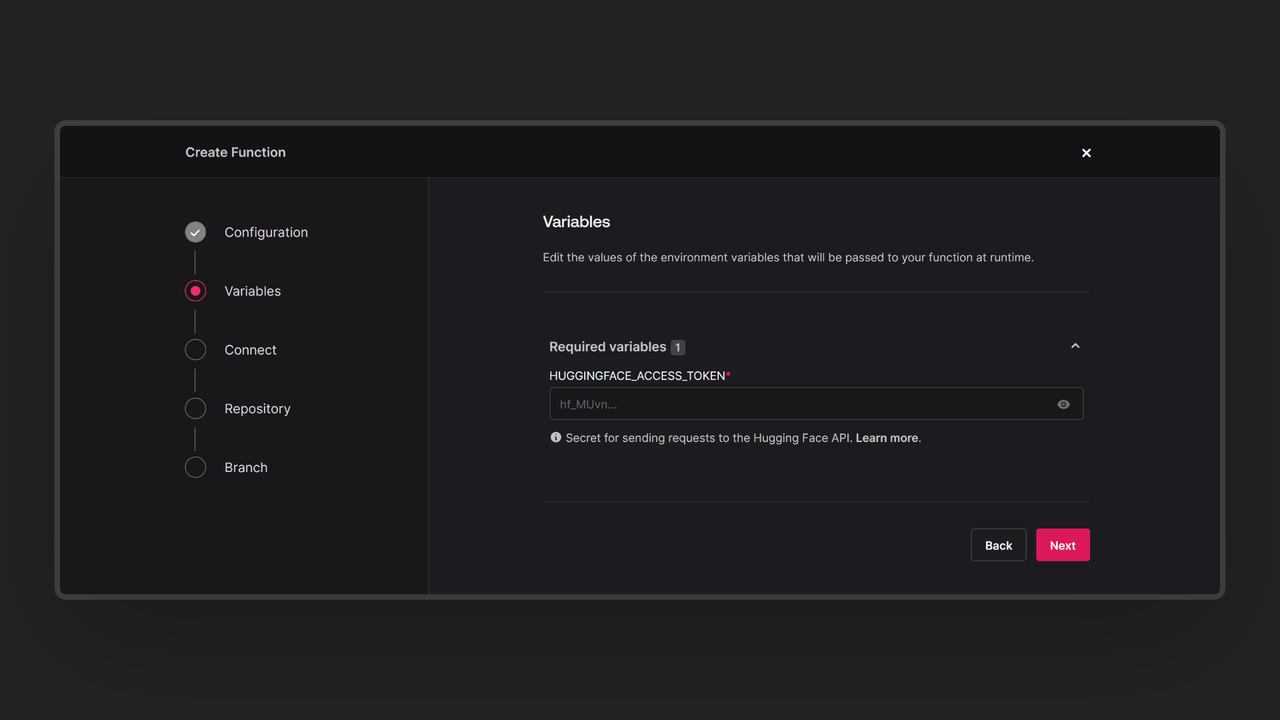 Create Function
Configuration
Variables
Connect
Repository
Branch
Variables
Edit the values of the environment variables that will be passed to your function at runtime.
Required variables 1
HUGGINGFACE_ACCESS_TOKEN*
hf_MUvn...
Secret for sending requests to the Hugging Face API. Learn more.
Back
Next